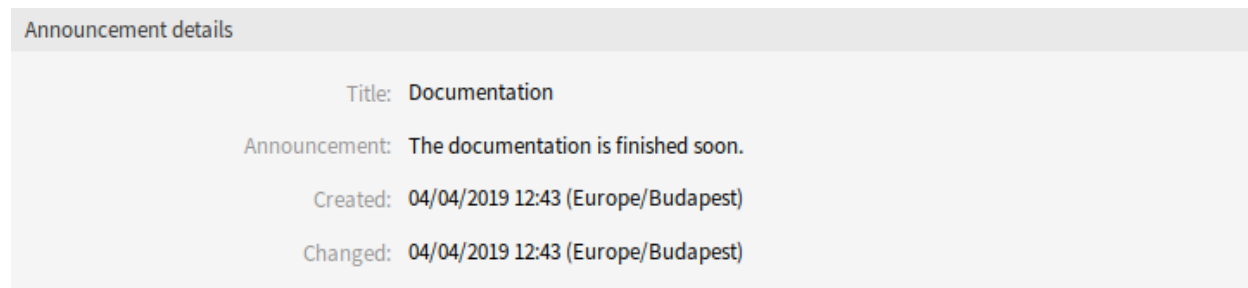 Announcement details
Title: Documentation
Announcement: The documentation is finished soon.
Created: 04/04/2019 12:43 (Europe/Budapest)
Changed: 04/04/2019 12:43 (Europe/Budapest)